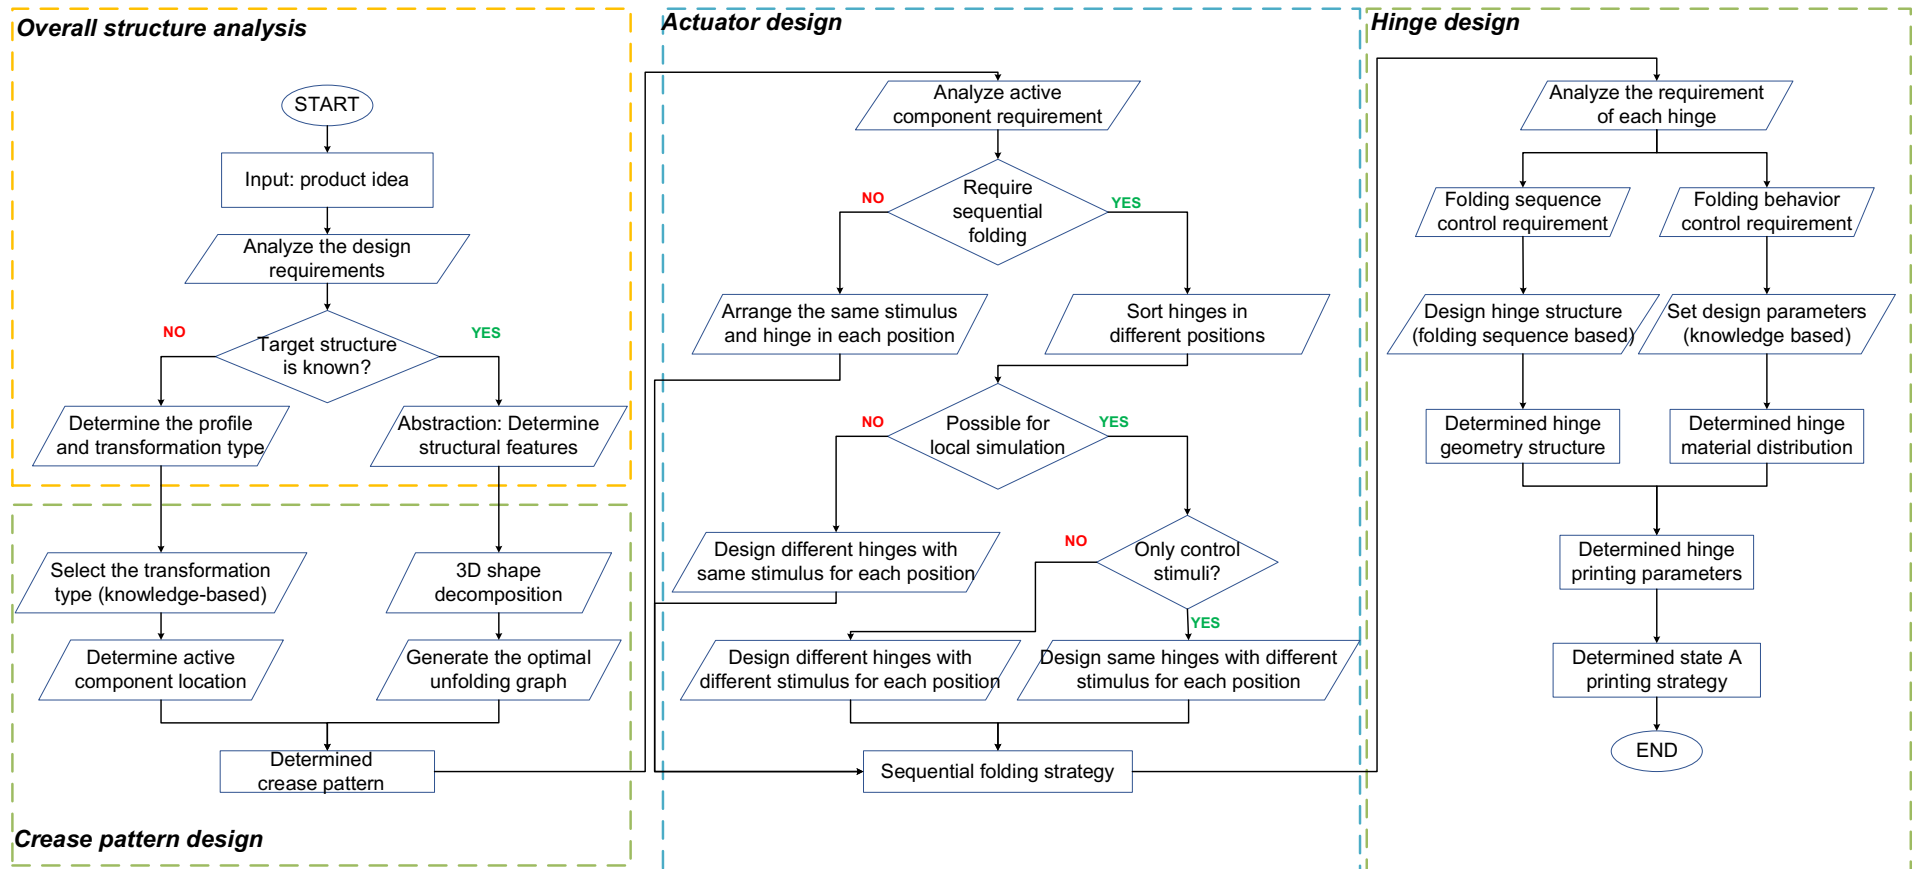 Overall structure analysis
START
Input: product idea
Analyze the design
requirements
NO
YES
Target structure
is known?
Determine the profile
and transformation type
Abstraction: Determine
structural features
Select the transformation
type (knowledge-based)
3D shape
decomposition
Determine active
component location
Generate the optimal
unfolding graph
Determined
crease pattern
Crease pattern design
Actuator design
Analyze active
component requirement
NO
YES
Require
sequential
folding
Arrange the same stimulus
and hinge in each position
Sort hinges in
different positions
NO
YES
Possible for
local simulation
Design different hinges with
same stimulus for each position
NO
Only control
stimuli?
YES
Design different hinges with
different stimulus for each position
Design same hinges with different
stimulus for each position
Sequential folding strategy
Hinge design
Analyze the requirement
of each hinge
Folding sequence
control requirement
Folding behavior
control requirement
Design hinge structure
(folding sequence based)
Set design parameters
(knowledge based)
Determined hinge
geometry structure
Determined hinge
material distribution
Determined hinge
printing parameters
Determined state A
printing strategy
END